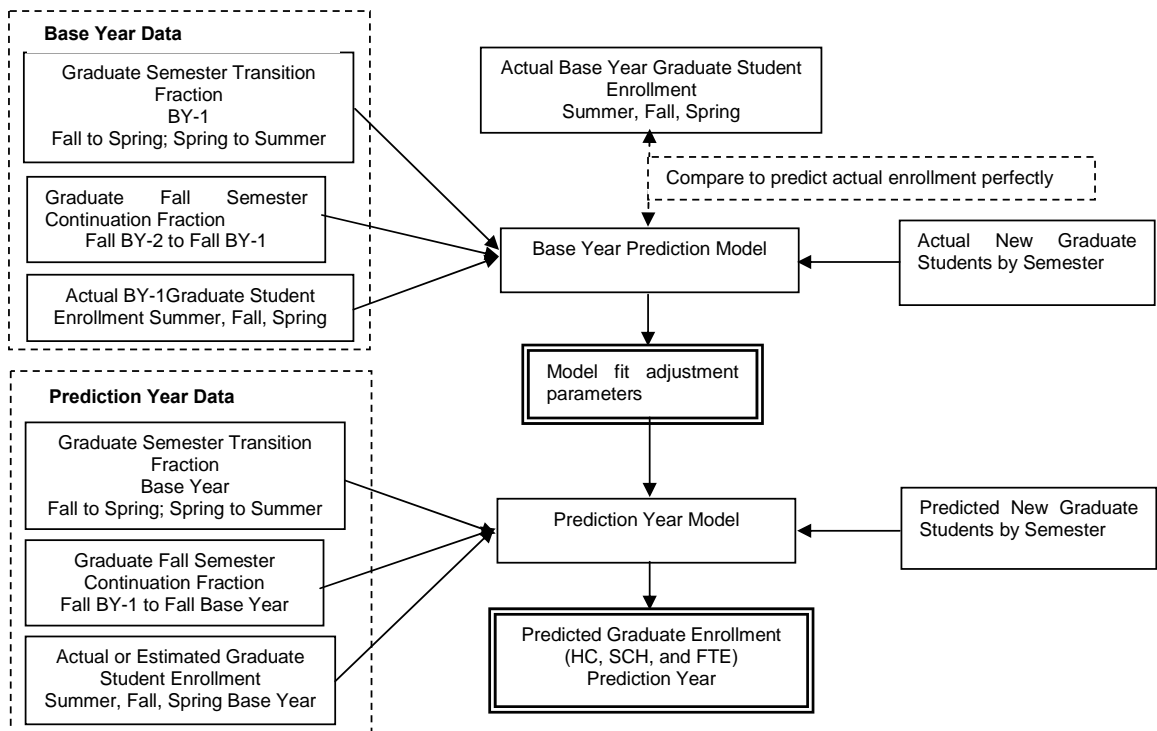 Base Year Data
Graduate Semester Transition
Fraction
BY-1
Fall to Spring; Spring to Summer
Graduate Fall Semester
Continuation Fraction
Fall BY-2 to Fall BY-1
Actual BY-1Graduate Student
Enrollment Summer, Fall, Spring
Actual Base Year Graduate Student
Enrollment
Summer, Fall, Spring
Compare to predict actual enrollment perfectly
Base Year Prediction Model
Actual New Graduate
Students by Semester
Model fit adjustment
parameters
Prediction Year Data
Graduate Semester Transition
Fraction
Base Year
Fall to Spring; Spring to Summer
Graduate Fall Semester
Continuation Fraction
Fall BY-1 to Fall Base Year
Actual or Estimated Graduate
Student Enrollment
Summer, Fall, Spring Base Year
Prediction Year Model
Predicted New Graduate
Students by Semester
Predicted Graduate Enrollment
(HC, SCH, and FTE)
Prediction Year